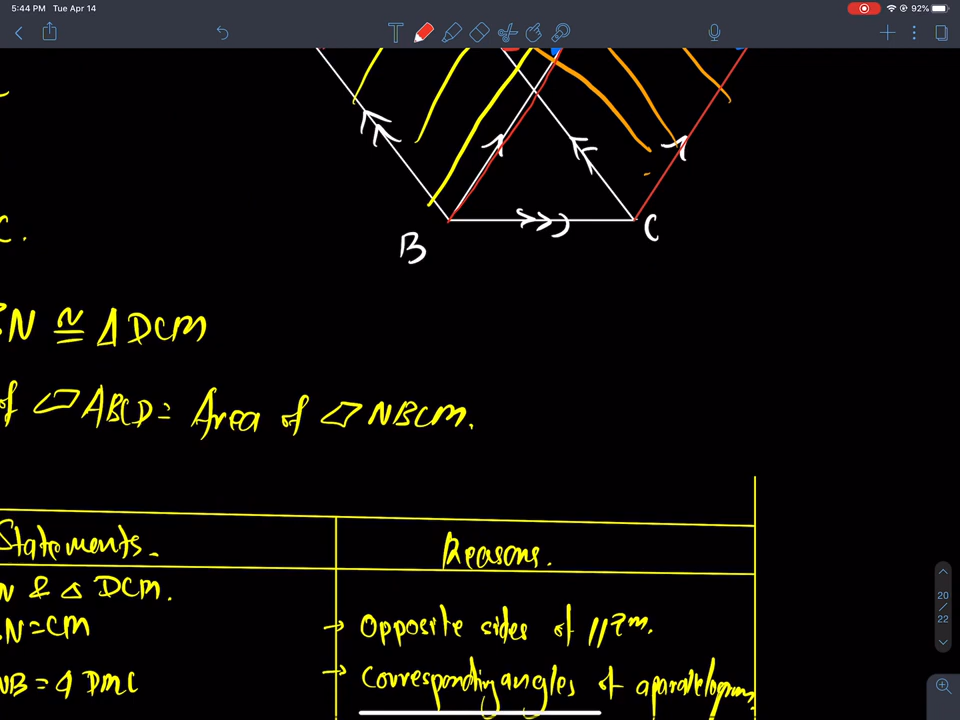 5:44 PM Tue Apr 14
92%
T
B
C
C.
N ≅ Δ DCM
of ▱ ABCD = Area of ▱ NBCM.
Statements.
Reasons.
N & Δ DCM.
N = CM
→ Opposite sides of ||gm.
NB = ∢ DMC
→ Corresponding angles of a parallelogram
20
/
22